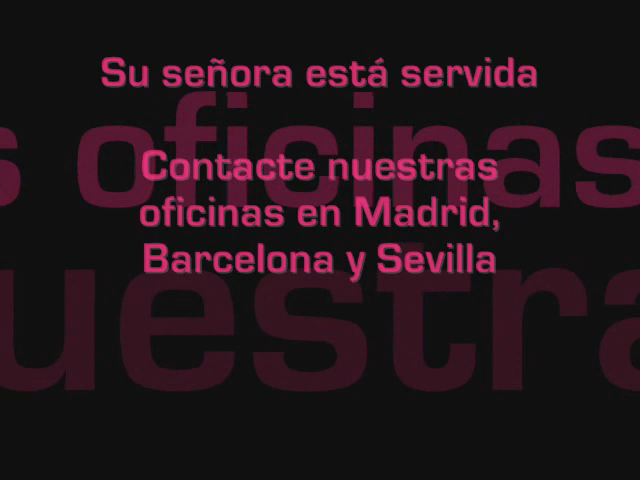 Su señora está servida
s oficinas
Contacte nuestras
oficinas en Madrid,
Barcelona y Sevilla
uestra